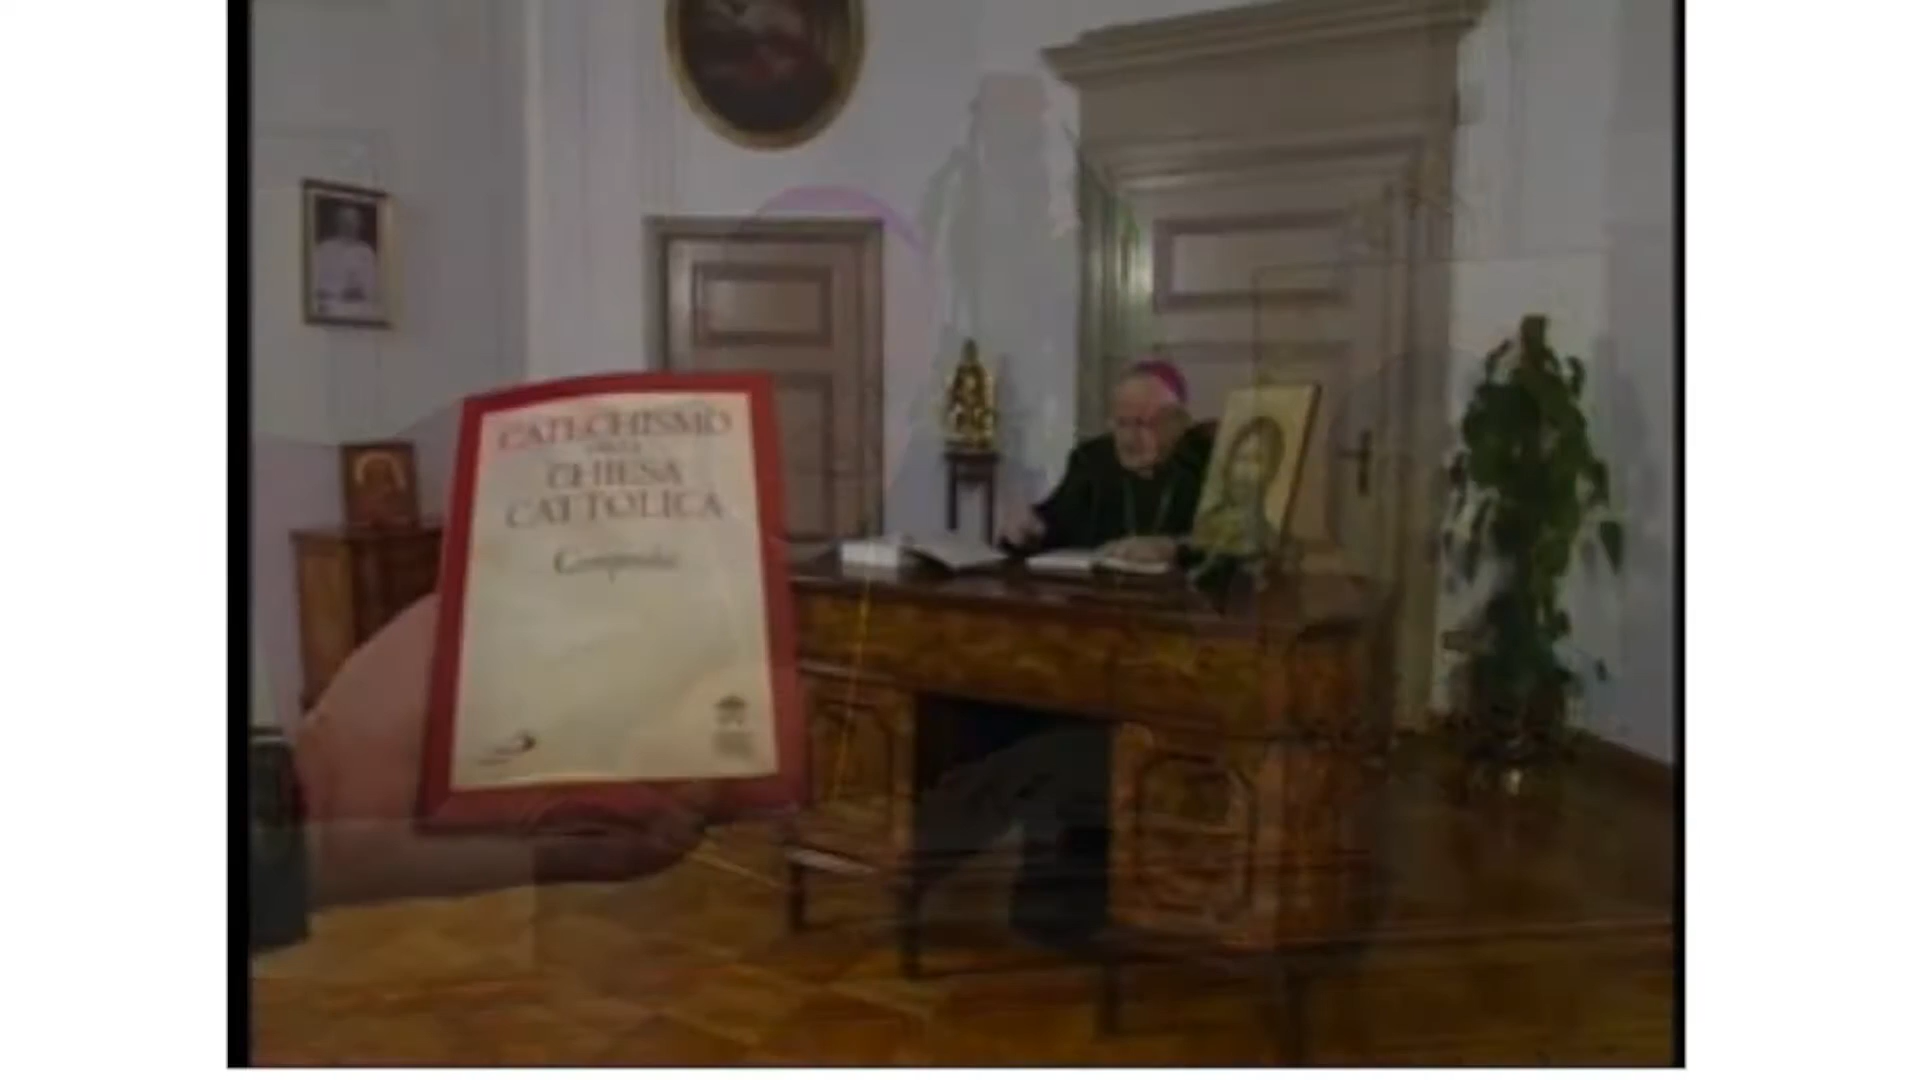 CATECHISMO
DELLA
CHIESA
CATTOLICA
Compendio